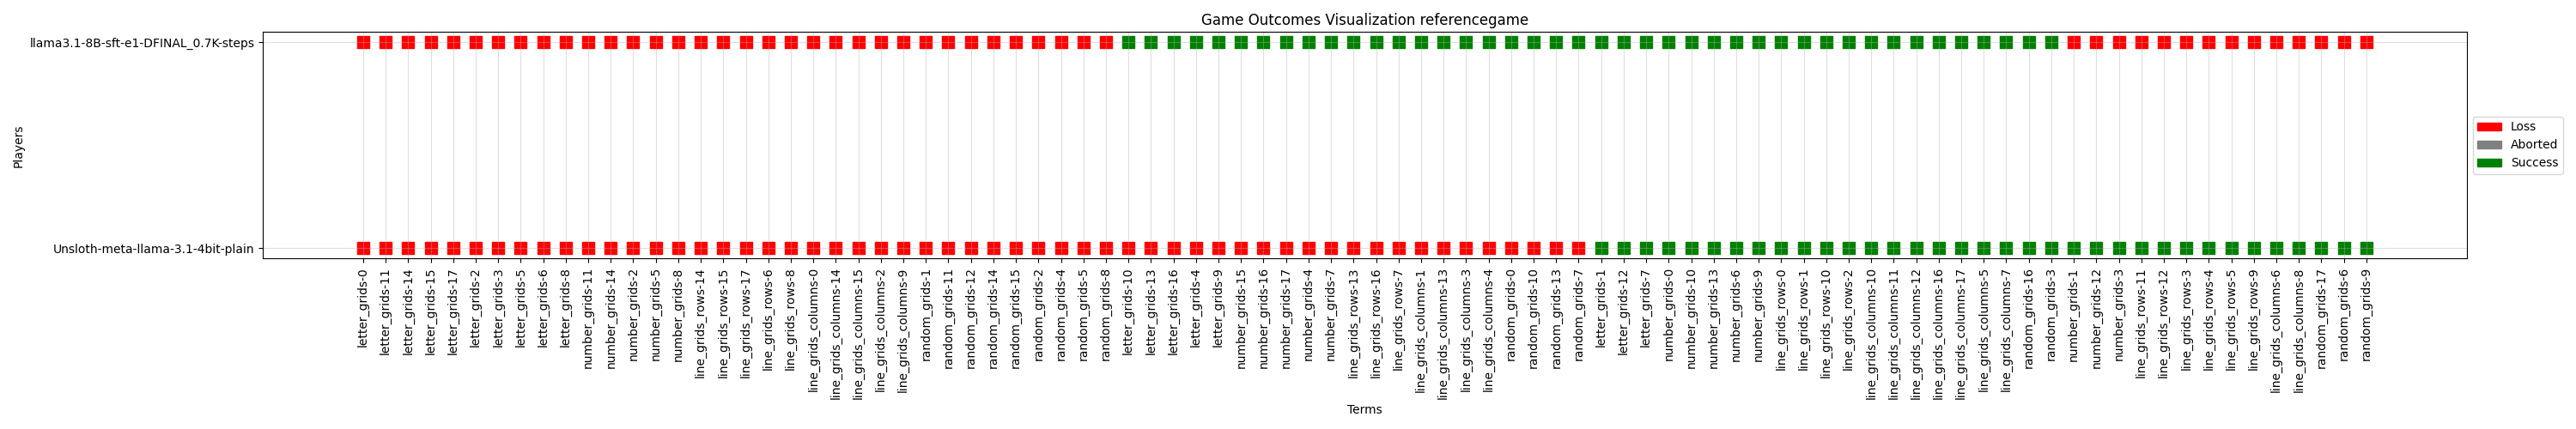 Game Outcomes Visualization referencegame
llama3.1-8B-sft-e1-DFINAL_0.7K-steps
Unsloth-meta-llama-3.1-4bit-plain
Players
Loss
Aborted
Success
letter_grids-0
letter_grids-11
letter_grids-14
letter_grids-15
letter_grids-17
letter_grids-2
letter_grids-3
letter_grids-5
letter_grids-6
letter_grids-8
number_grids-11
number_grids-14
number_grids-2
number_grids-5
number_grids-8
line_grids_rows-14
line_grids_rows-15
line_grids_rows-17
line_grids_rows-6
line_grids_rows-8
line_grids_columns-0
line_grids_columns-14
line_grids_columns-15
line_grids_columns-2
line_grids_columns-9
random_grids-1
random_grids-11
random_grids-12
random_grids-14
random_grids-15
random_grids-2
random_grids-4
random_grids-5
random_grids-8
letter_grids-10
letter_grids-13
letter_grids-16
letter_grids-4
letter_grids-9
number_grids-15
number_grids-16
number_grids-17
number_grids-4
number_grids-7
line_grids_rows-13
line_grids_rows-16
line_grids_rows-7
line_grids_columns-1
line_grids_columns-13
line_grids_columns-3
line_grids_columns-4
random_grids-0
random_grids-10
random_grids-13
random_grids-7
letter_grids-1
letter_grids-12
letter_grids-7
number_grids-0
number_grids-10
number_grids-13
number_grids-6
number_grids-9
line_grids_rows-0
line_grids_rows-1
line_grids_rows-10
line_grids_rows-2
line_grids_columns-10
line_grids_columns-11
line_grids_columns-12
line_grids_columns-16
line_grids_columns-17
line_grids_columns-5
line_grids_columns-7
random_grids-16
random_grids-3
number_grids-1
number_grids-12
number_grids-3
line_grids_rows-11
line_grids_rows-12
line_grids_rows-3
line_grids_rows-4
line_grids_rows-5
line_grids_rows-9
line_grids_columns-6
line_grids_columns-8
random_grids-17
random_grids-6
random_grids-9
Terms